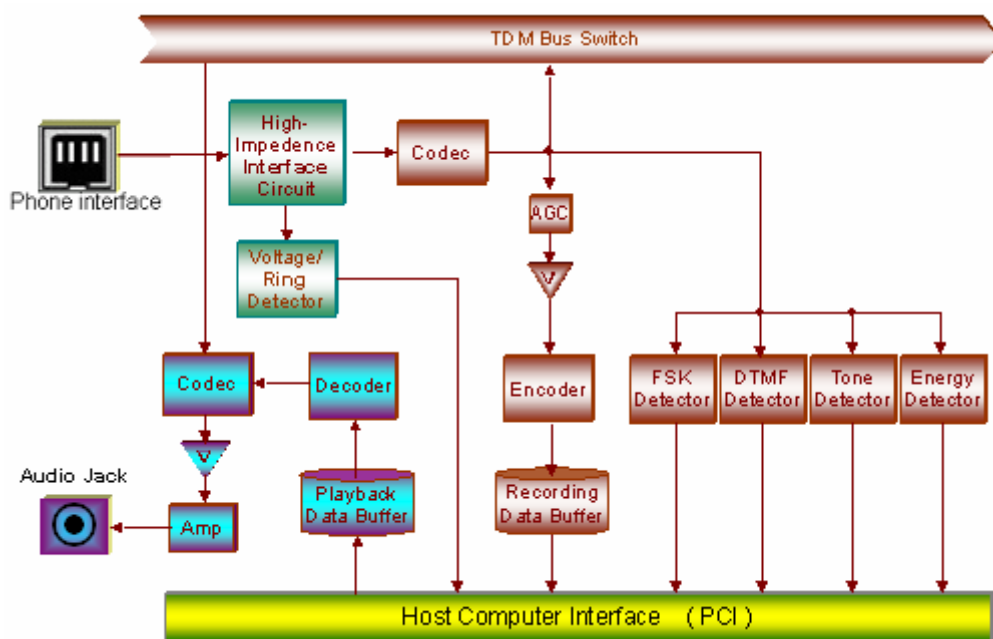 TDM Bus Switch
Phone interface
High-
Impedence
Interface
Circuit
Codec
AGC
V
Voltage/
Ring
Detector
Codec
Decoder
Encoder
FSK
Detector
DTMF
Detector
Tone
Detector
Energy
Detector
V
Audio Jack
Amp
Playback
Data Buffer
Recording
Data Buffer
Host Computer Interface ( PCI )